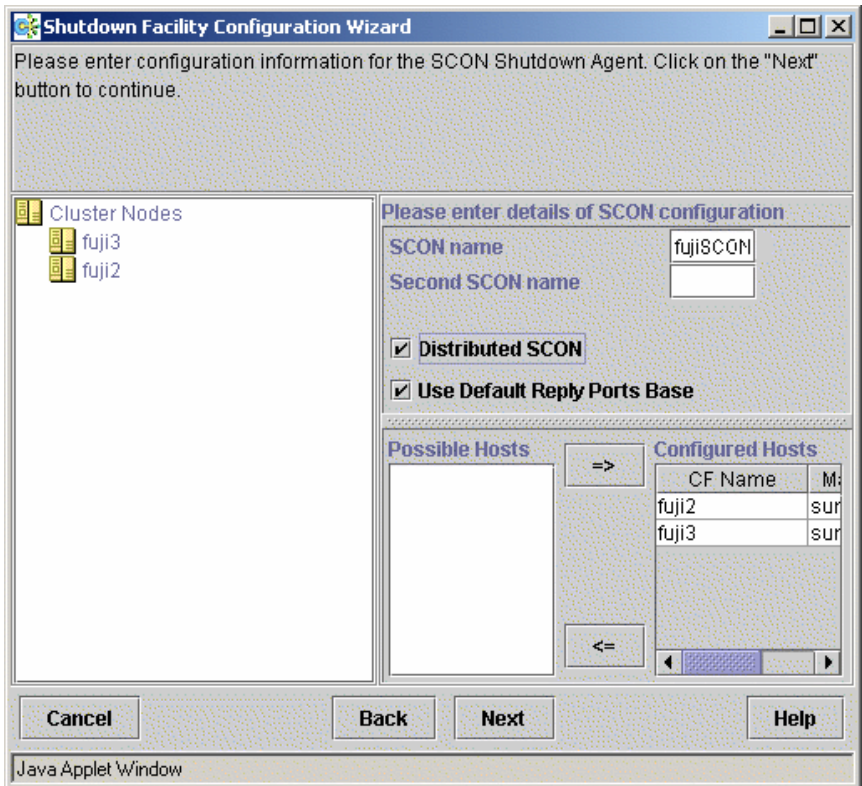 Shutdown Facility Configuration Wizard
Please enter configuration information for the SCON Shutdown Agent. Click on the "Next"
button to continue.
Cluster Nodes
fuji3
fuji2
Please enter details of SCON configuration
SCON name
fujiSCON
Second SCON name
Distributed SCON
Use Default Reply Ports Base
Possible Hosts
=>
<=
Configured Hosts
CF Name
fuji2 sun
fuji3 sun
Cancel
Back
Next
Help
Java Applet Window